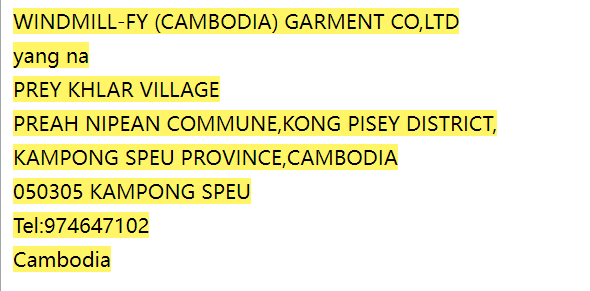 WINDMILL-FY (CAMBODIA) GARMENT CO,LTD
yang na
PREY KHLAR VILLAGE
PREAH NIPEAN COMMUNE,KONG PISEY DISTRICT,
KAMPONG SPEU PROVINCE,CAMBODIA
050305 KAMPONG SPEU
Tel:974647102
Cambodia